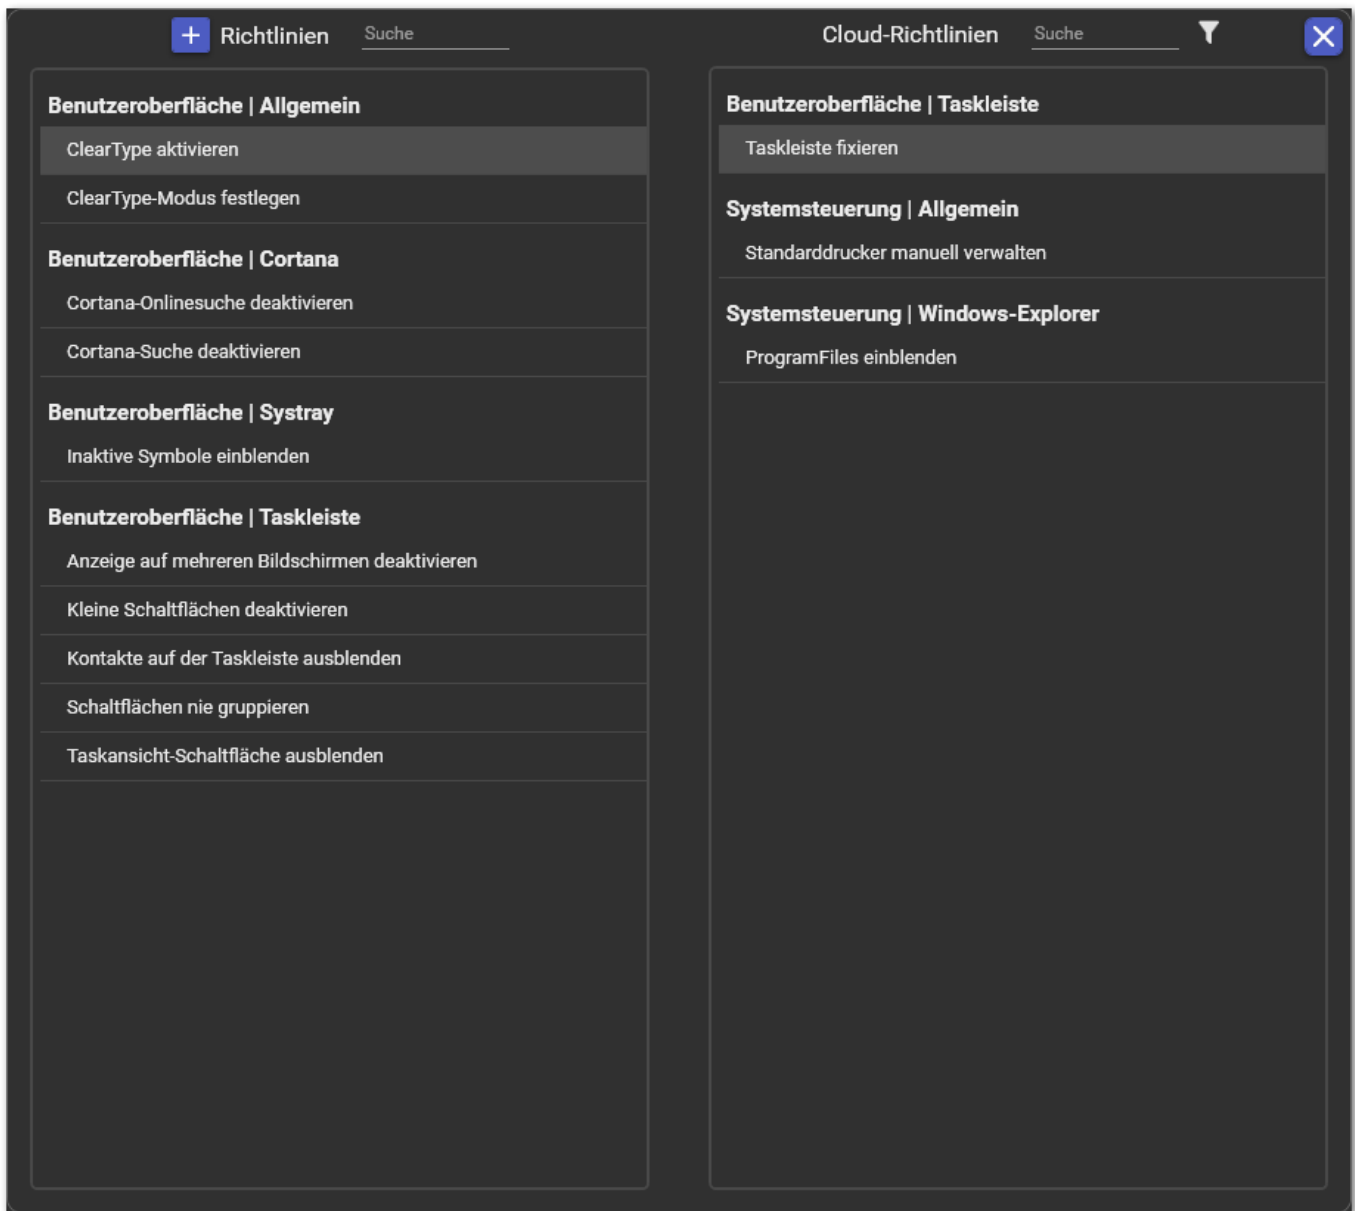 Richtlinien
Suche
Benutzeroberfläche | Allgemein
ClearType aktivieren
ClearType-Modus festlegen
Benutzeroberfläche | Cortana
Cortana-Onlinesuche deaktivieren
Cortana-Suche deaktivieren
Benutzeroberfläche | Systray
Inaktive Symbole einblenden
Benutzeroberfläche | Taskleiste
Anzeige auf mehreren Bildschirmen deaktivieren
Kleine Schaltflächen deaktivieren
Kontakte auf der Taskleiste ausblenden
Schaltflächen nie gruppieren
Taskansicht-Schaltfläche ausblenden
Cloud-Richtlinien
Suche
Benutzeroberfläche | Taskleiste
Taskleiste fixieren
Systemsteuerung | Allgemein
Standarddrucker manuell verwalten
Systemsteuerung | Windows-Explorer
ProgramFiles einblenden